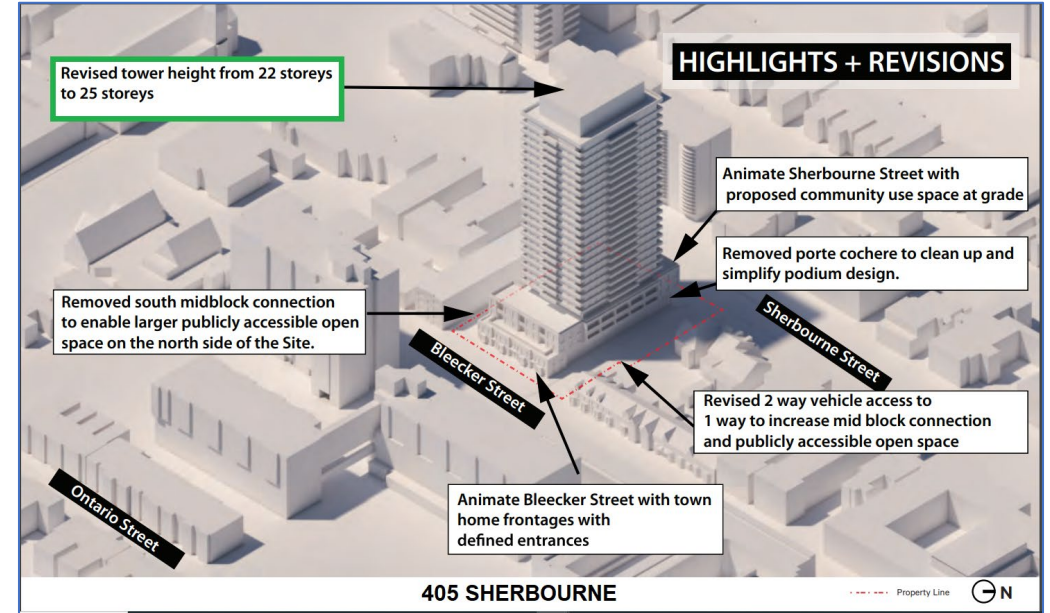 HIGHLIGHTS + REVISIONS
Revised tower height from 22 storeys
to 25 storeys
Animate Sherbourne Street with
proposed community use space at grade
Removed porte cochere to clean up and
simplify podium design.
Removed south midblock connection
to enable larger publicly accessible open
space on the north side of the Site.
Sherbourne Street
Bleecker Street
Revised 2 way vehicle access to
1 way to increase mid block connection
and publicly accessible open space
Ontario Street
Animate Bleecker Street with town
home frontages with
defined entrances
405 SHERBOURNE
Property Line
N